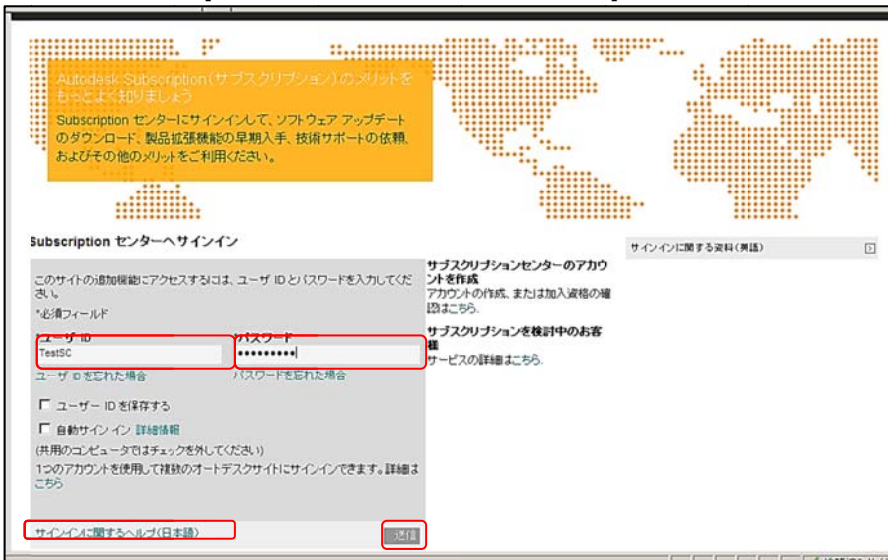 Autodesk Subscription(サブスクリプション)のメリットを
もっとよく知りましょう
Subscription センターにサインインして、ソフトウェア アップデート
のダウンロード、製品拡張機能の早期入手、技術サポートの依頼、
およびその他のメリットをご利用ください。
Subscription センターへサインイン
このサイトの追加機能にアクセスするには、ユーザ ID とパスワードを入力してくだ
さい。
*必須フィールド
*ユーザ ID
*パスワード
TestSC
•••••••••
ユーザ ID を忘れた場合
パスワードを忘れた場合
ユーザー ID を保存する
自動サイン イン 詳細情報
(共用のコンピュータではチェックを外してください)
1つのアカウントを使用して複数のオートデスクサイトにサインインできます。詳細は
こちら
サインインに関するヘルプ(日本語)
送信
サブスクリプションセンターのアカウ
ントを作成
アカウントの作成、または加入資格の確
認はこちら.
サブスクリプションを検討中のお客
様
サービスの詳細はこちら.
サインインに関する資料(英語)